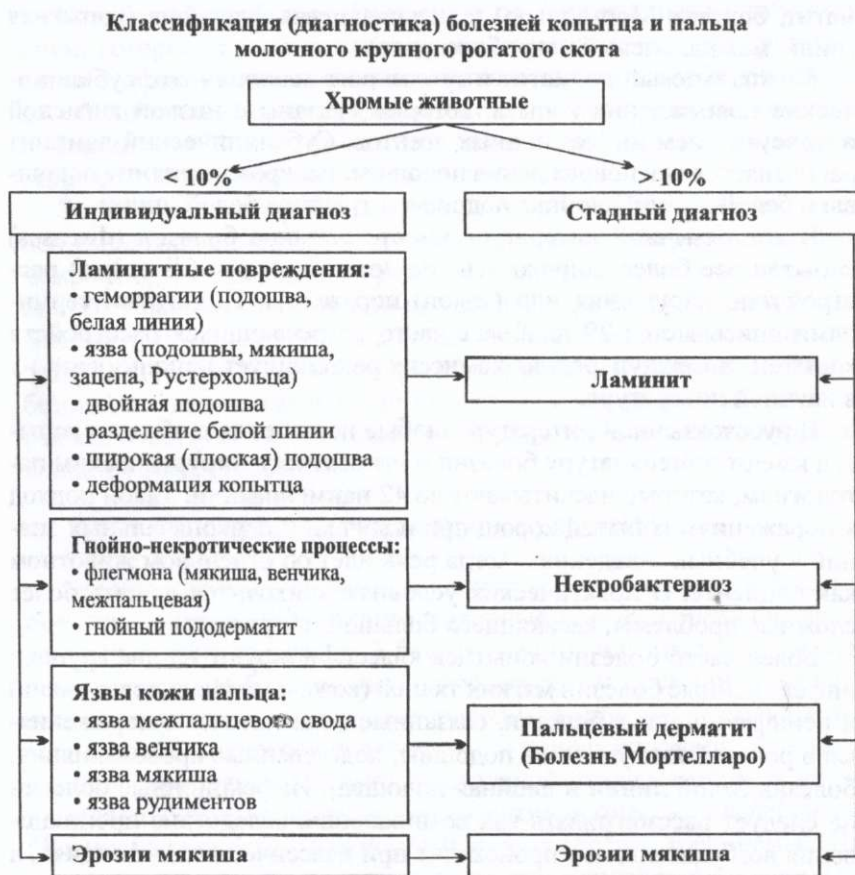 Классификация (диагностика) болезней копытца и пальца
молочного крупного рогатого скота
Хромые животные
< 10%
> 10%
Индивидуальный диагноз
Стадный диагноз
Ламинитные повреждения:
• геморрагии (подошва,
белая линия)
• язва (подошвы, мякиша,
зацепа, Рустерхольца)
• двойная подошва
• разделение белой линии
• широкая (плоская) подошва
• деформация копытца
Ламинит
Гнойно-некротические процессы:
• флегмона (мякиша, венчика,
межпальцевая)
• гнойный пододерматит
Некробактериоз
Язвы кожи пальца:
• язва межпальцевого свода
• язва венчика
• язва мякиша
• язва рудиментов
Пальцевый дерматит
(Болезнь Мортелларо)
Эрозии мякиша
Эрозии мякиша